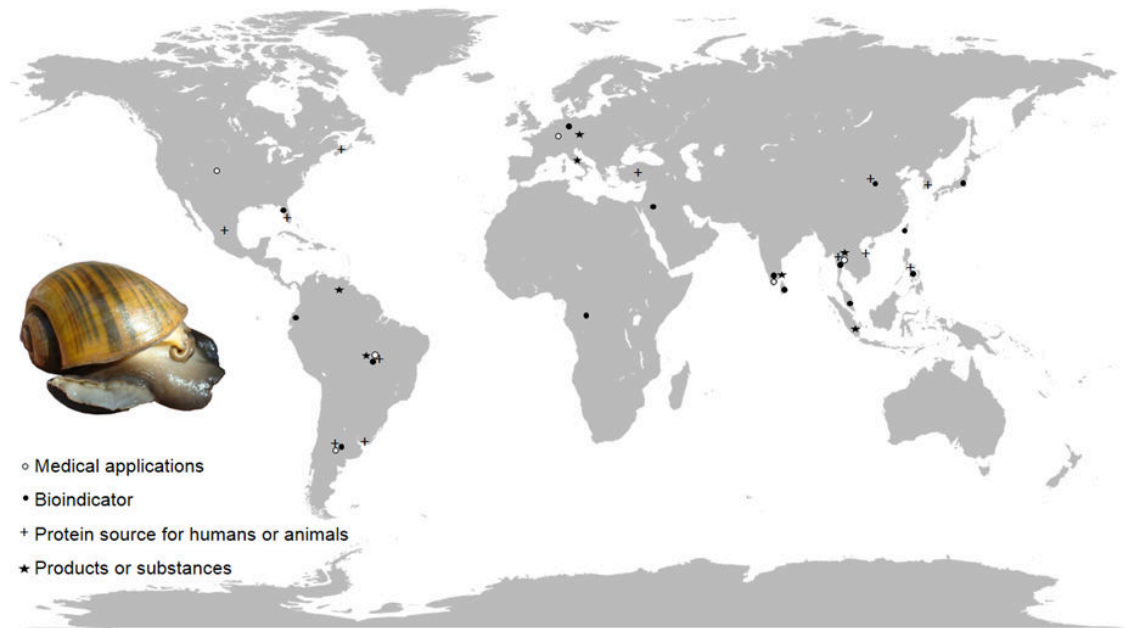 Medical applications
Bioindicator
Protein source for humans or animals
Products or substances